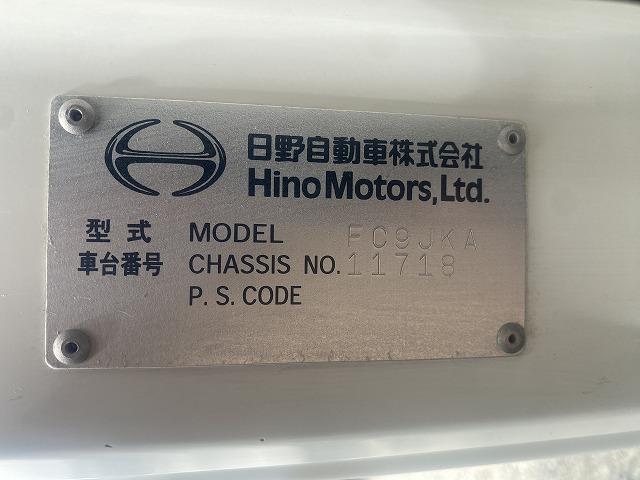 日野自動車株式会社
Hino Motors, Ltd.
型式 MODEL FC9JKA
車台番号 CHASSIS NO. 11718
P. S. CODE